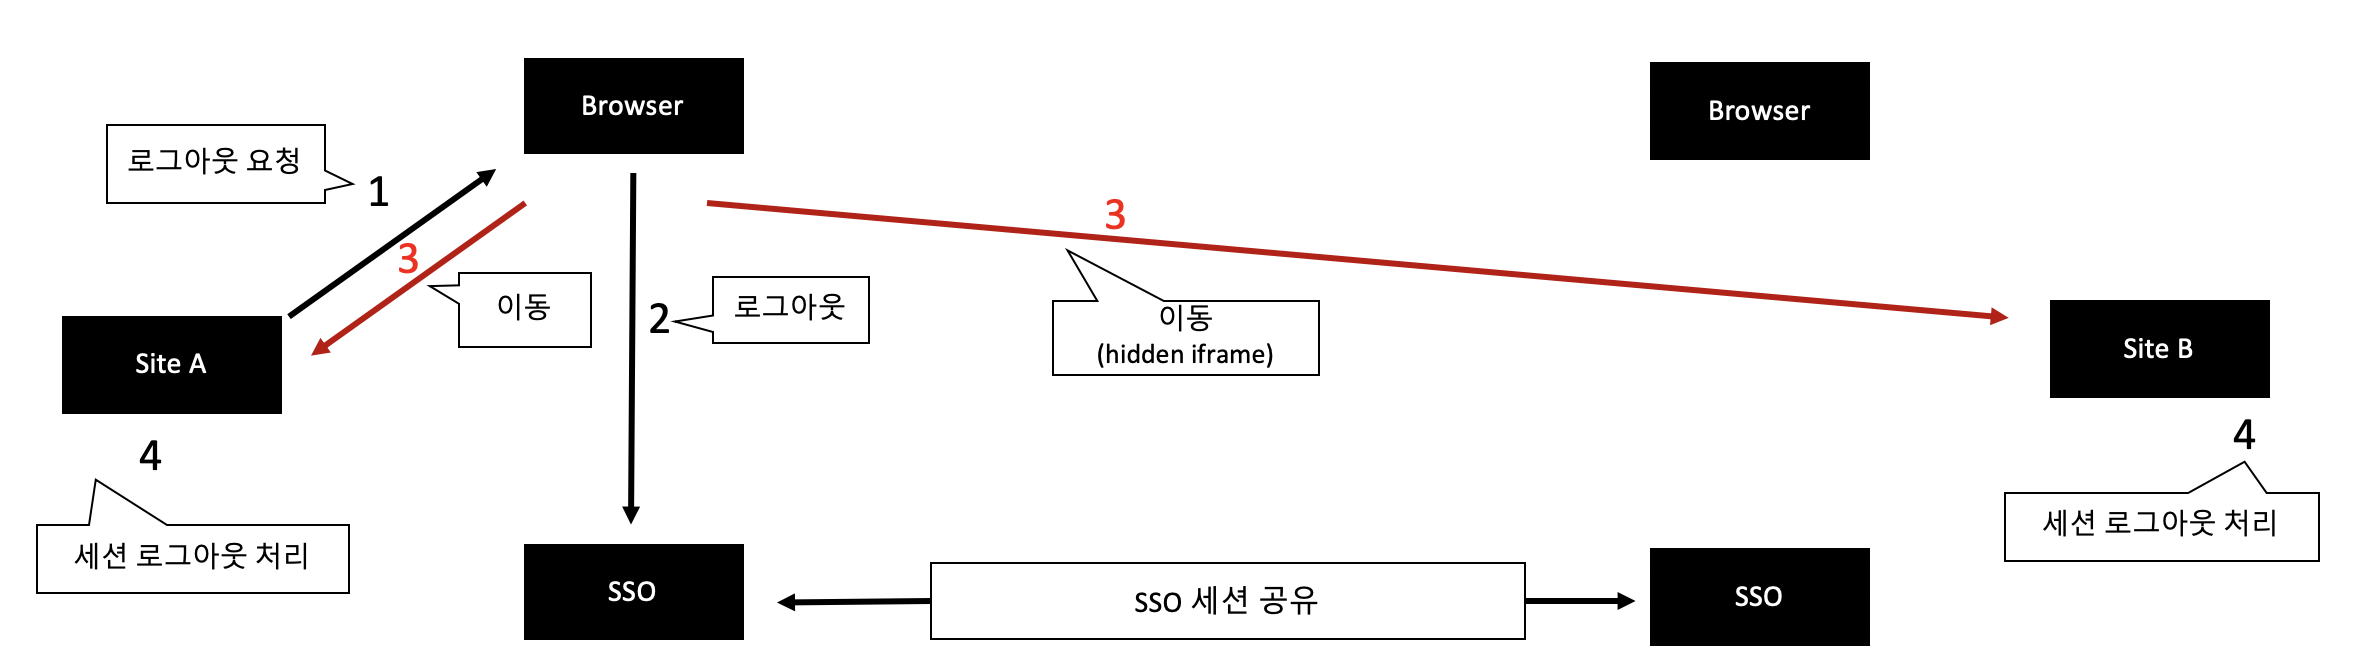 Browser
Browser
로그아웃 요청
1
3
3
이동
2
로그아웃
이동
(hidden iframe)
Site A
Site B
4
4
세션 로그아웃 처리
세션 로그아웃 처리
SSO
SSO 세션 공유
SSO